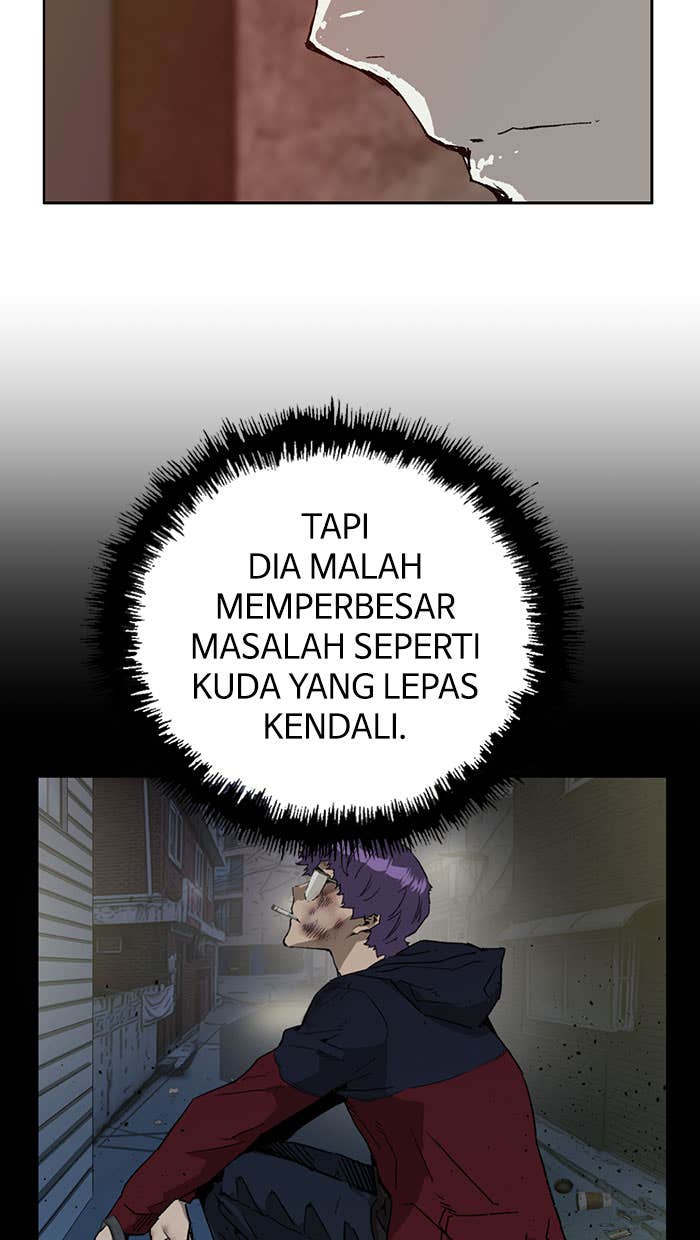 TAPI
DIA MALAH
MEMPERBESAR
MASALAH SEPERTI
KUDA YANG LEPAS
KENDALI.